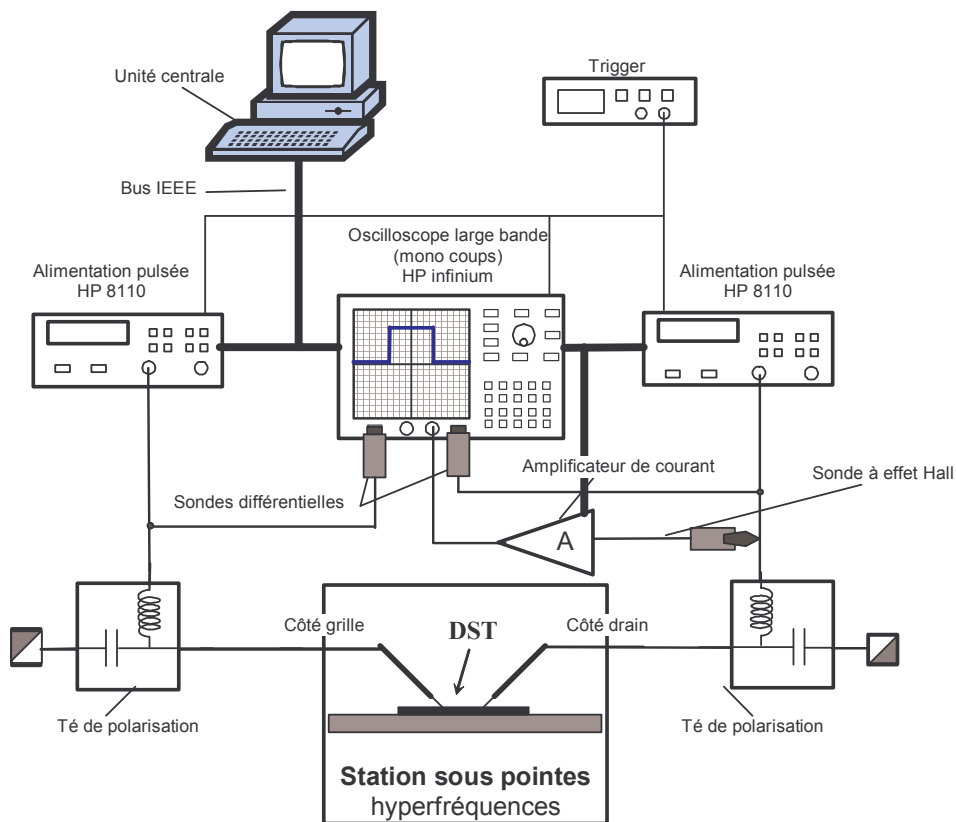 Unité centrale
Trigger
Bus IEEE
Oscilloscope large bande
(mono coups)
HP infinium
Alimentation pulsée
HP 8110
Alimentation pulsée
HP 8110
Amplificateur de courant
Sonde à effet Hall
Sondes différentielles
A
Côté grille
DST
Côté drain
Té de polarisation
Té de polarisation
Station sous pointes
hyperfréquences